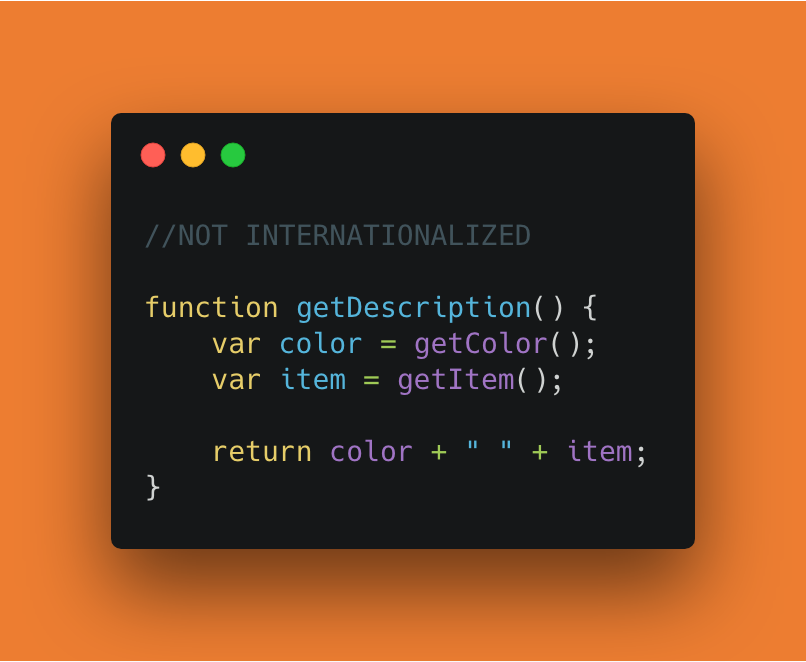 //NOT INTERNATIONALIZED
function getDescription() {
    var color = getColor();
    var item = getItem();
    return color + " " + item;
}